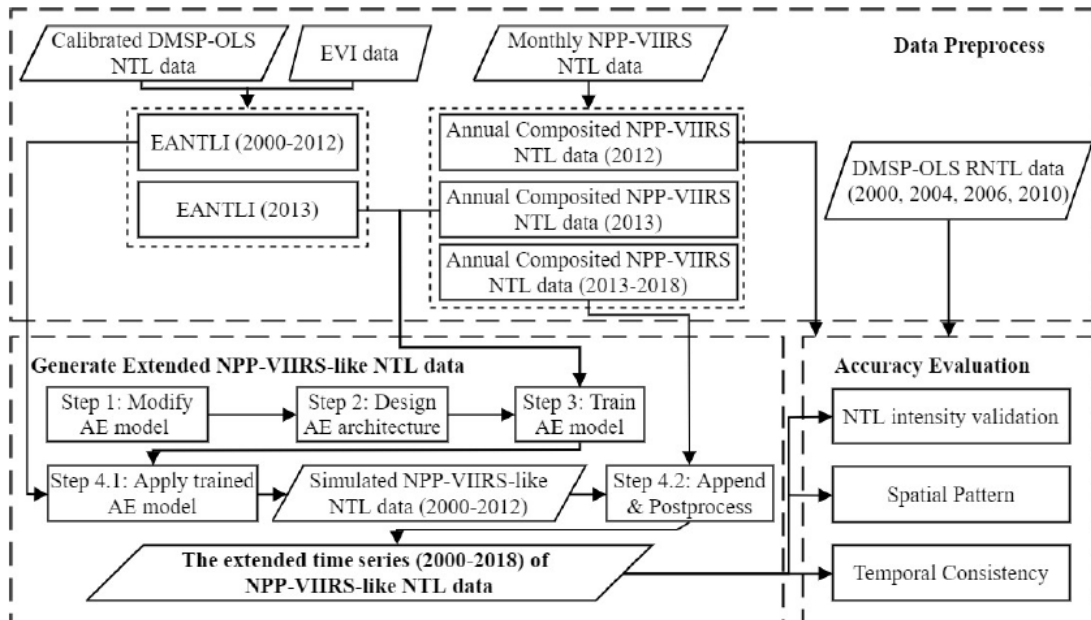 Calibrated DMSP-OLS
NTL data
EVI data
Monthly NPP-VIIRS
NTL data
Data Preprocess
EANTLI (2000-2012)
EANTLI (2013)
Annual Composited NPP-VIIRS
NTL data (2012)
Annual Composited NPP-VIIRS
NTL data (2013)
Annual Composited NPP-VIIRS
NTL data (2013-2018)
DMSP-OLS RNTL data
(2000, 2004, 2006, 2010)
Generate Extended NPP-VIIRS-like NTL data
Step 1: Modify
AE model
Step 2: Design
AE architecture
Step 3: Train
AE model
Step 4.1: Apply trained
AE model
Simulated NPP-VIIRS-like
NTL data (2000-2012)
Step 4.2: Append
& Postprocess
The extended time series (2000-2018) of
NPP-VIIRS-like NTL data
Accuracy Evaluation
NTL intensity validation
Spatial Pattern
Temporal Consistency